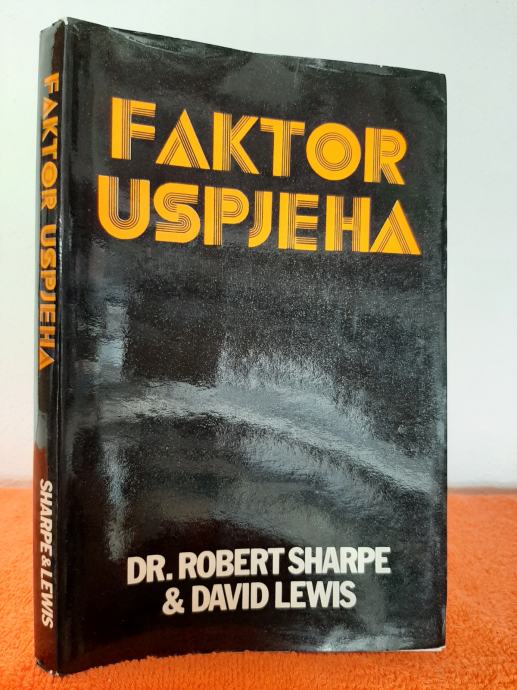 FAKTOR
USPJEHA
DR. ROBERT SHARPE
& DAVID LEWIS
FAKTOR USPJEHA
SHARPE & LEWIS